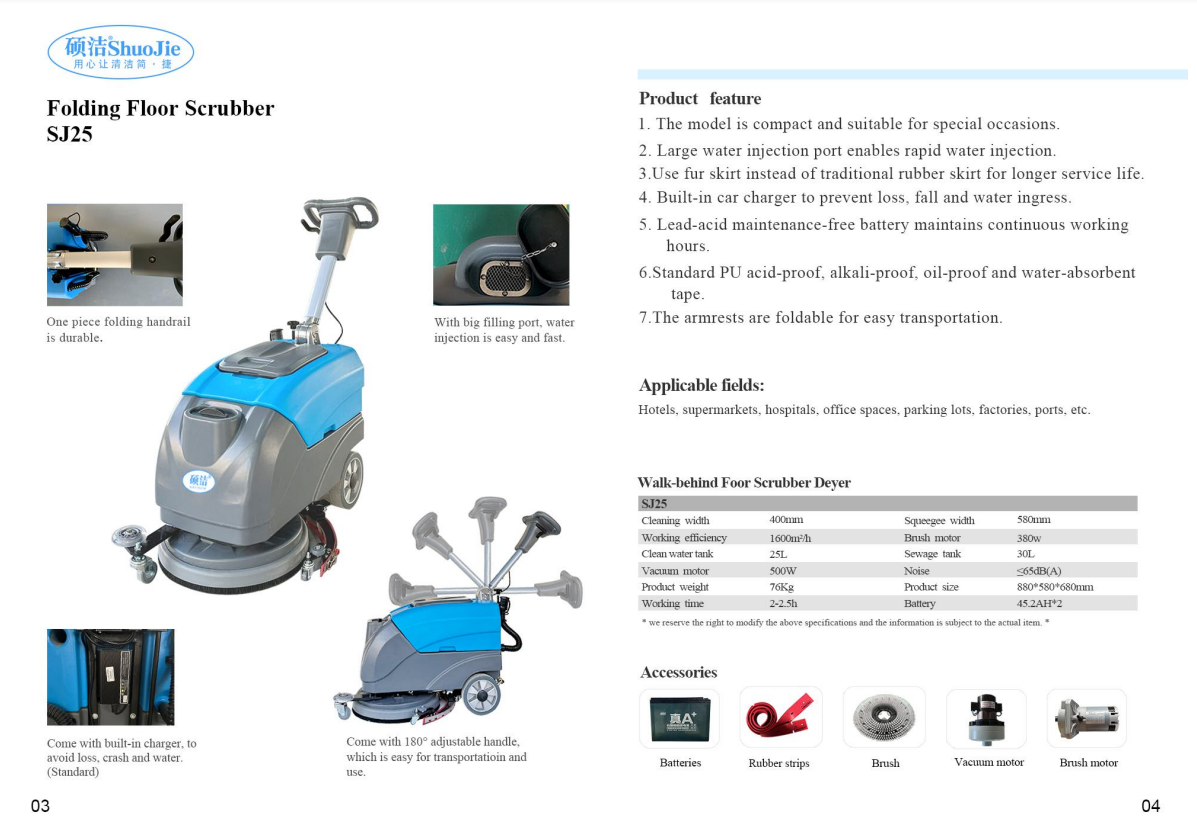 硕洁®ShuoJie
用心让清洁简·捷
Folding Floor Scrubber
SJ25
One piece folding handrail
is durable.
With big filling port, water
injection is easy and fast.
硕洁
Come with built-in charger, to
avoid loss, crash and water.
(Standard)
Come with 180° adjustable handle,
which is easy for transportatioin and
use.
03
Product feature
1. The model is compact and suitable for special occasions.
2. Large water injection port enables rapid water injection.
3.Use fur skirt instead of traditional rubber skirt for longer service life.
4. Built-in car charger to prevent loss, fall and water ingress.
5. Lead-acid maintenance-free battery maintains continuous working
hours.
6.Standard PU acid-proof, alkali-proof, oil-proof and water-absorbent
tape.
7.The armrests are foldable for easy transportation.
Applicable fields:
Hotels, supermarkets, hospitals, office spaces, parking lots, factories, ports, etc.
Walk-behind Foor Scrubber Deyer
SJ25
Cleaning width 400mm Squeegee width 580mm
Working efficiency 1600m²/h Brush motor 380w
Clean water tank 25L Sewage tank 30L
Vacuum motor 500W Noise ≤65dB(A)
Product weight 76Kg Product size 880*580*680mm
Working time 2-2.5h Battery 45.2AH*2
* we reserve the right to modify the above specifications and the information is subject to the actual item. *
Accessories
真A+
Batteries
Rubber strips
Brush
Vacuum motor
Brush motor
04